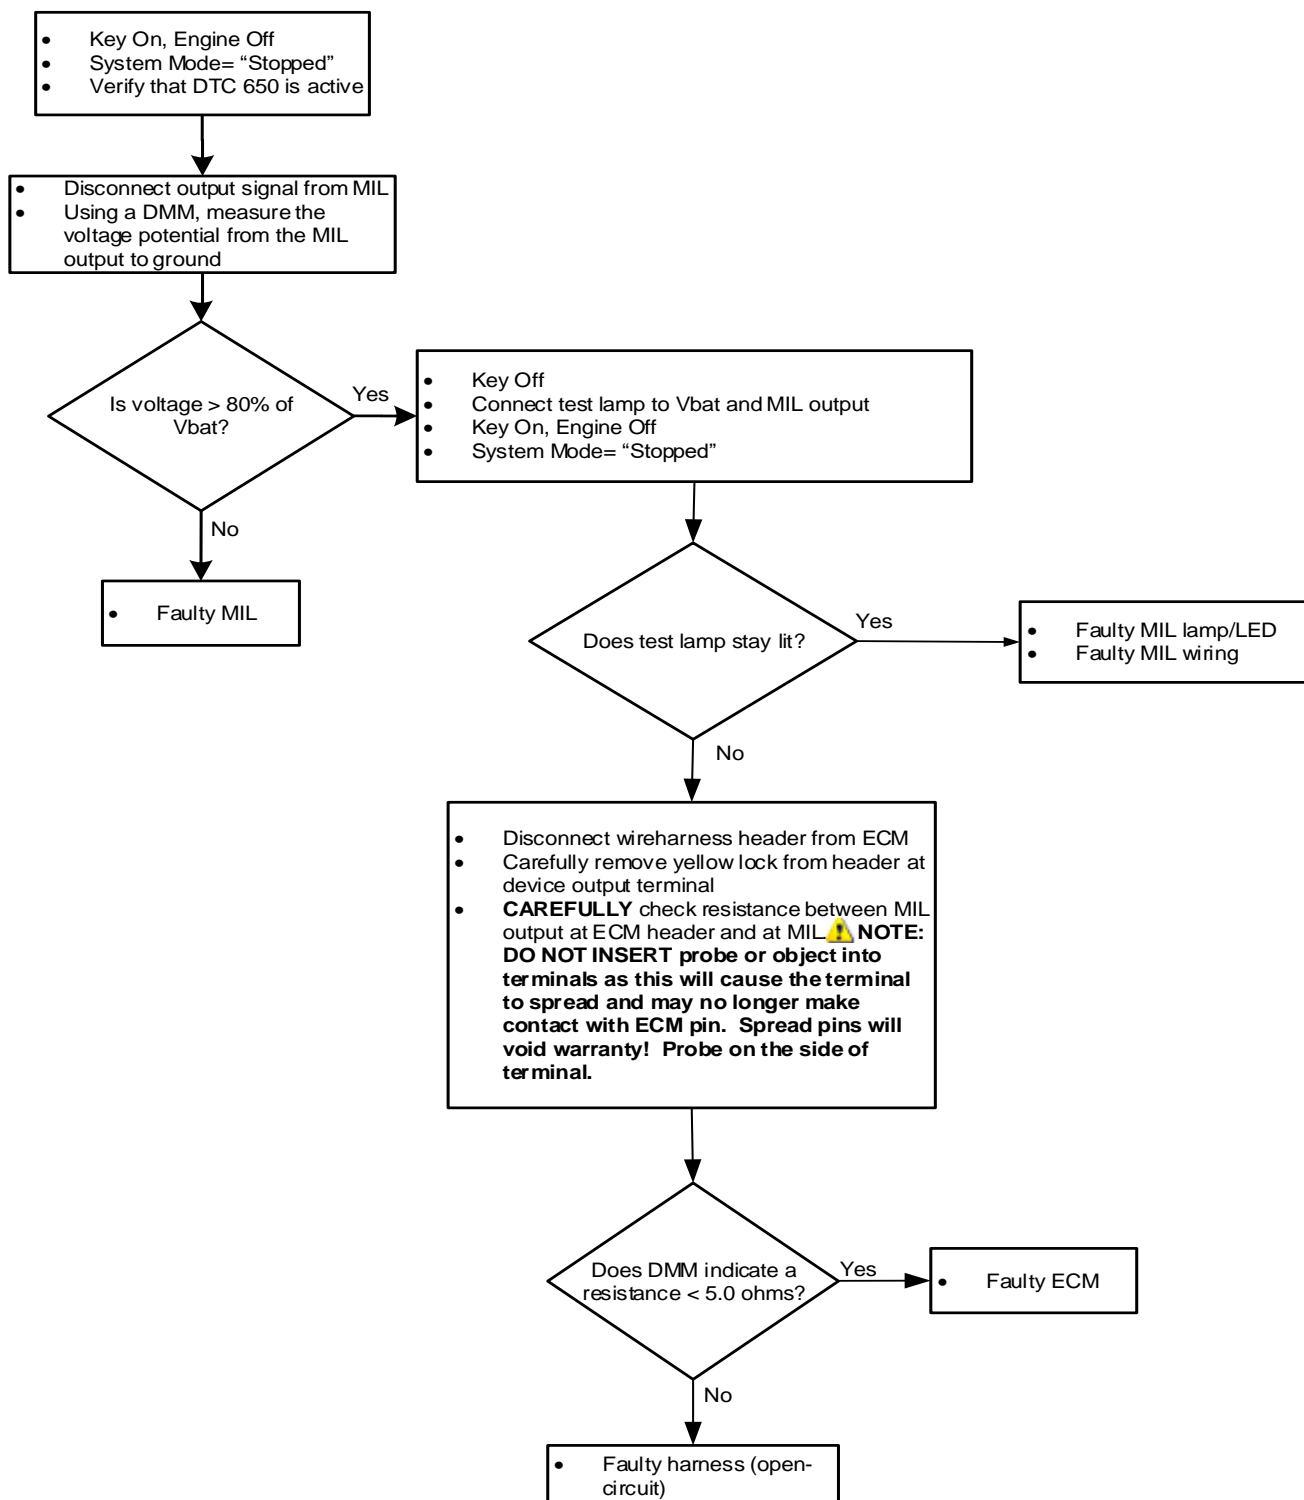 • Key On, Engine Off
• System Mode= “Stopped”
• Verify that DTC 650 is active
• Disconnect output signal from MIL
• Using a DMM, measure the
voltage potential from the MIL
output to ground
Is voltage > 80% of
Vbat?
Yes
No
• Faulty MIL
• Key Off
• Connect test lamp to Vbat and MIL output
• Key On, Engine Off
• System Mode= “Stopped”
Does test lamp stay lit?
Yes
• Faulty MIL lamp/LED
• Faulty MIL wiring
No
• Disconnect wireharness header from ECM
• Carefully remove yellow lock from header at
device output terminal
• CAREFULLY check resistance between MIL
output at ECM header and at MIL. NOTE:
DO NOT INSERT probe or object into
terminals as this will cause the terminal
to spread and may no longer make
contact with ECM pin. Spread pins will
void warranty! Probe on the side of
terminal.
Does DMM indicate a
resistance < 5.0 ohms?
Yes
• Faulty ECM
No
• Faulty harness (open-
circuit)